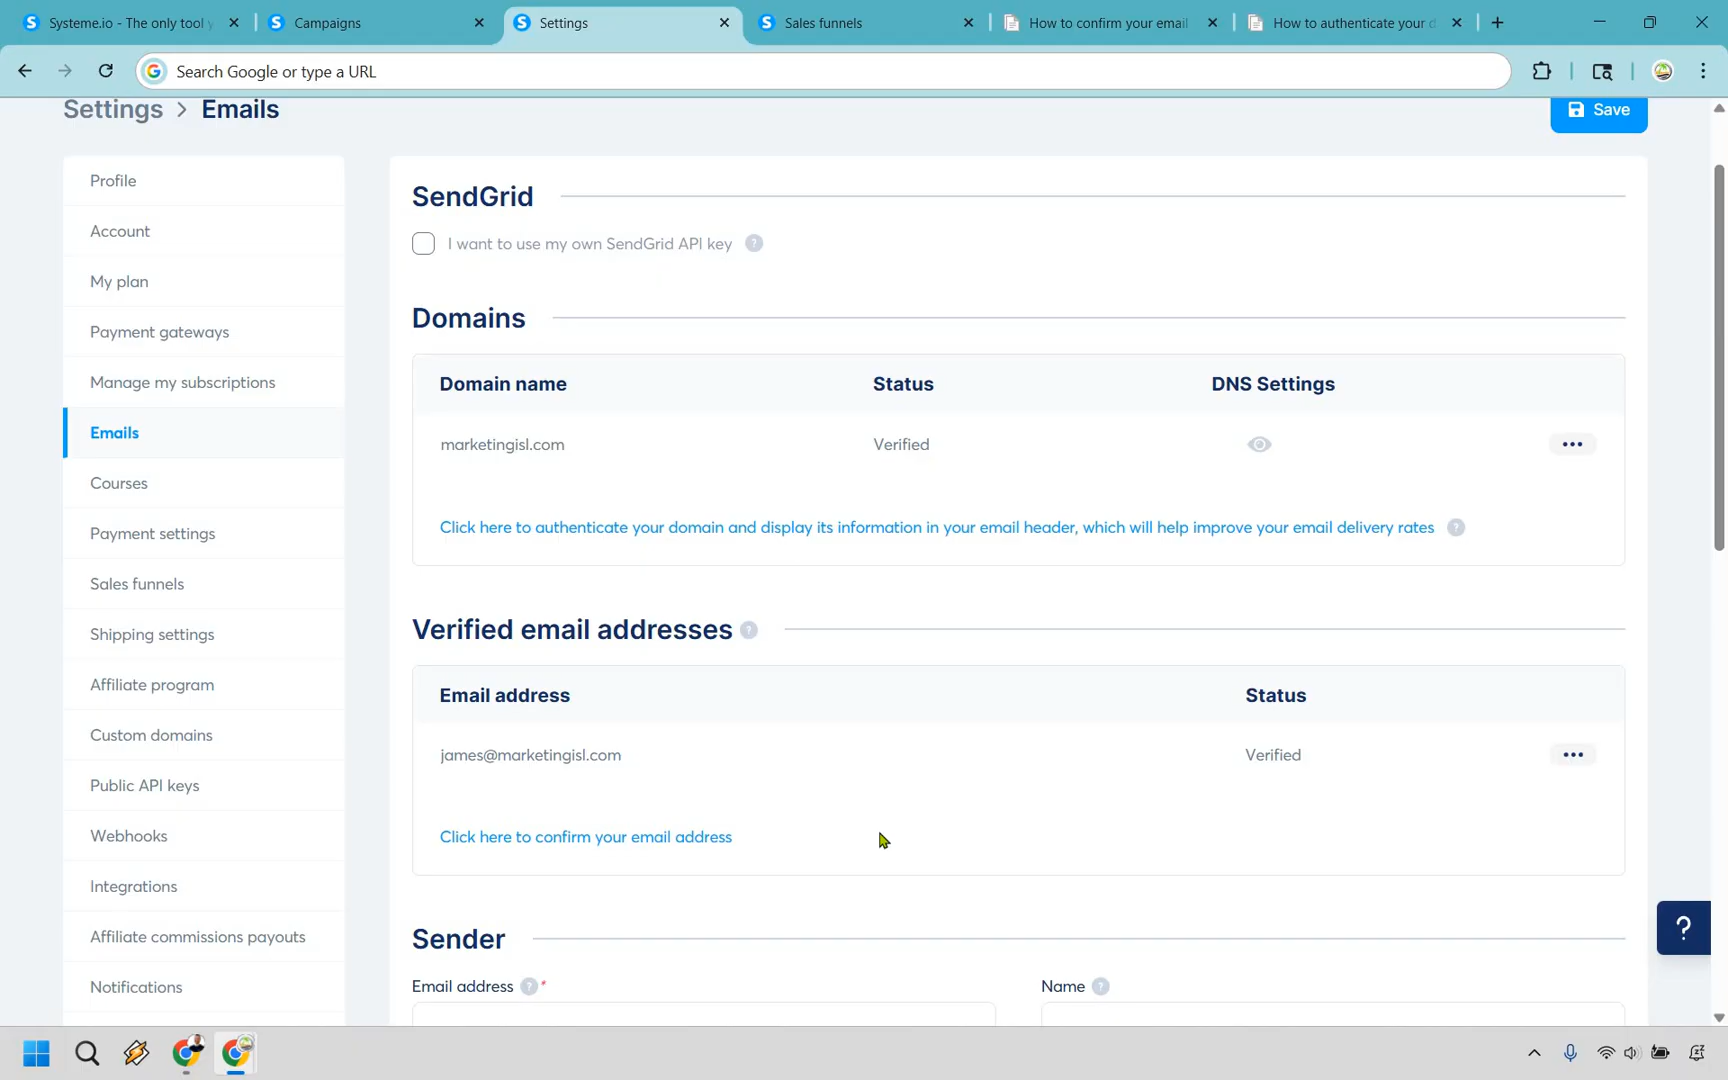 Systeme.io - The only tool y
Campaigns
Settings
Sales funnels
How to confirm your email
How to authenticate your d
Search Google or type a URL
Settings > Emails
Save
Profile
Account
My plan
Payment gateways
Manage my subscriptions
Emails
Courses
Payment settings
Sales funnels
Shipping settings
Affiliate program
Custom domains
Public API keys
Webhooks
Integrations
Affiliate commissions payouts
Notifications
SendGrid
I want to use my own SendGrid API key ?
Domains
Domain name Status DNS Settings
marketingisl.com Verified
Click here to authenticate your domain and display its information in your email header, which will help improve your email delivery rates ?
Verified email addresses ?
Email address Status
james@marketingisl.com Verified
Click here to confirm your email address
Sender
Email address ? *
Name ?
?